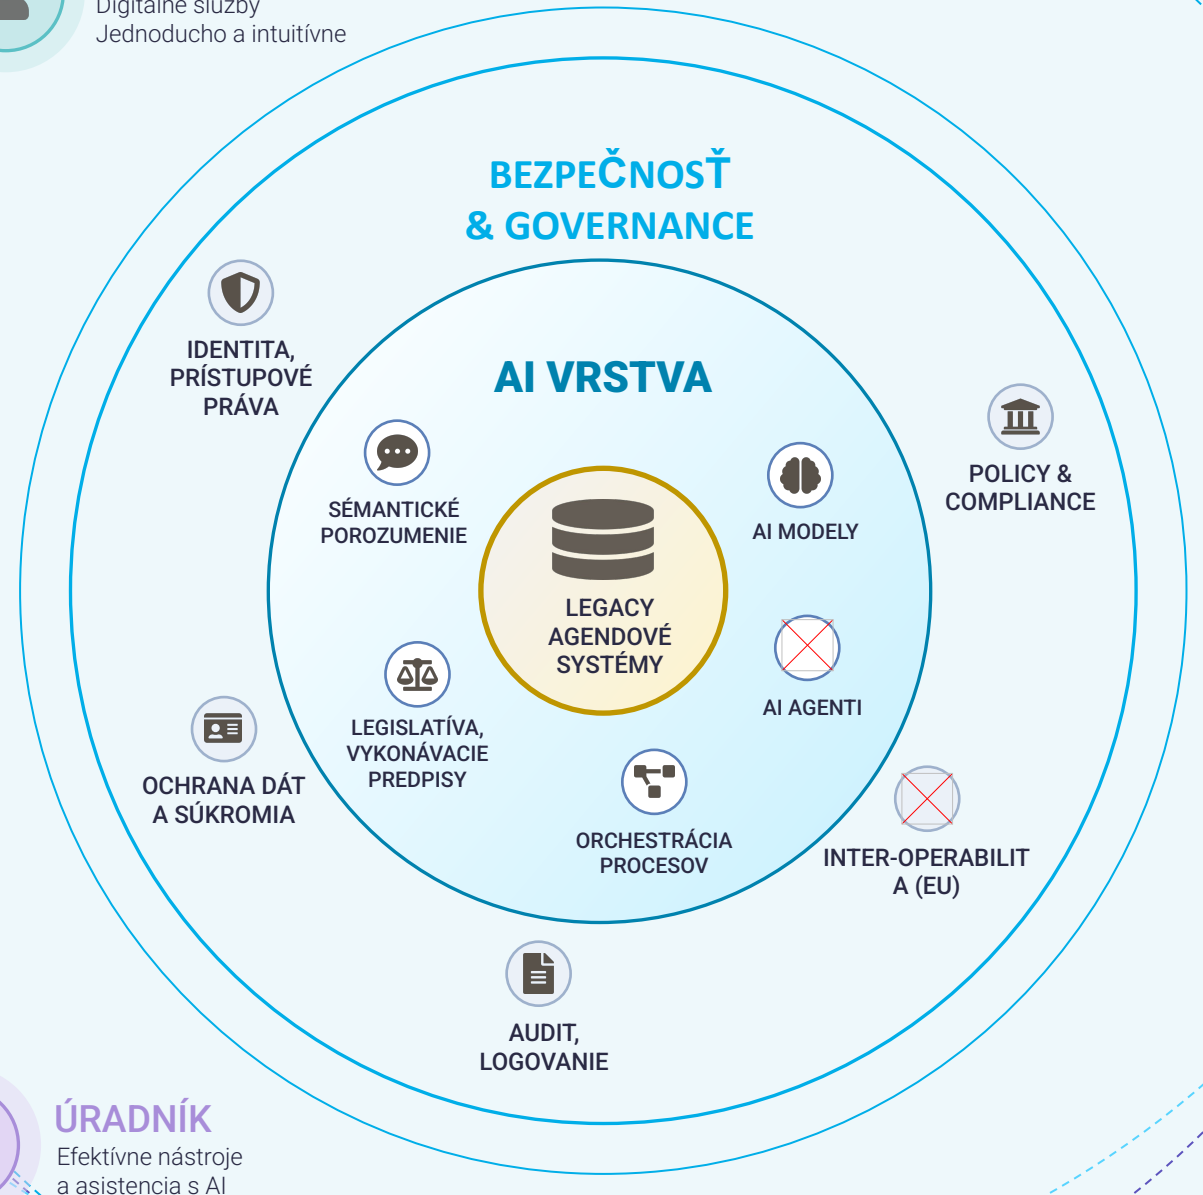 Digitálne služby
Jednoducho a intuitívne
BEZPEČNOSŤ
& GOVERNANCE
IDENTITA,
PRÍSTUPOVÉ
PRÁVA
AI VRSTVA
POLICY &
COMPLIANCE
SÉMANTICKÉ
POROZUMENIE
AI MODELY
LEGACY
AGENDOVÉ
SYSTÉMY
AI AGENTI
LEGISLATÍVA,
VYKONÁVACIE
PREDPISY
OCHRANA DÁT
A SÚKROMIA
ORCHESTRÁCIA
PROCESOV
INTER-OPERABILIT
A (EU)
AUDIT,
LOGOVANIE
ÚRADNÍK
Efektívne nástroje
a asistencia s AI